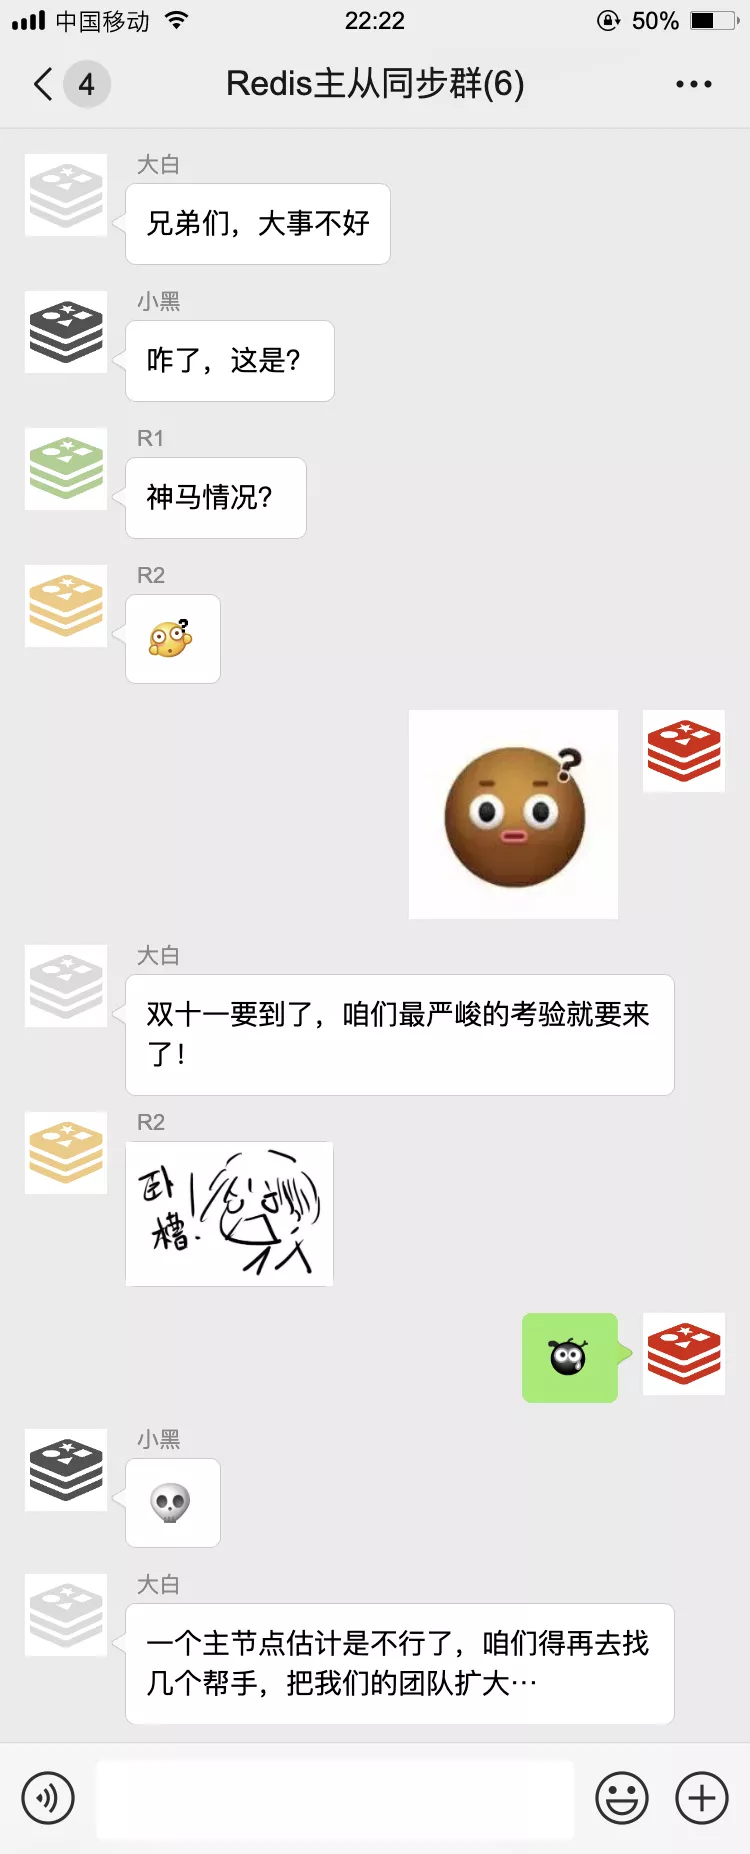 中国移动
22:22
50%
4
Redis主从同步群(6)
大白
兄弟们，大事不好
小黑
咋了，这是?
R1
神马情况?
R2
?
?
大白
双十一要到了，咱们最严峻的考验就要来
了！
R2
卧
槽.
小黑
大白
一个主节点估计是不行了，咱们得再去找
几个帮手，把我们的团队扩大…